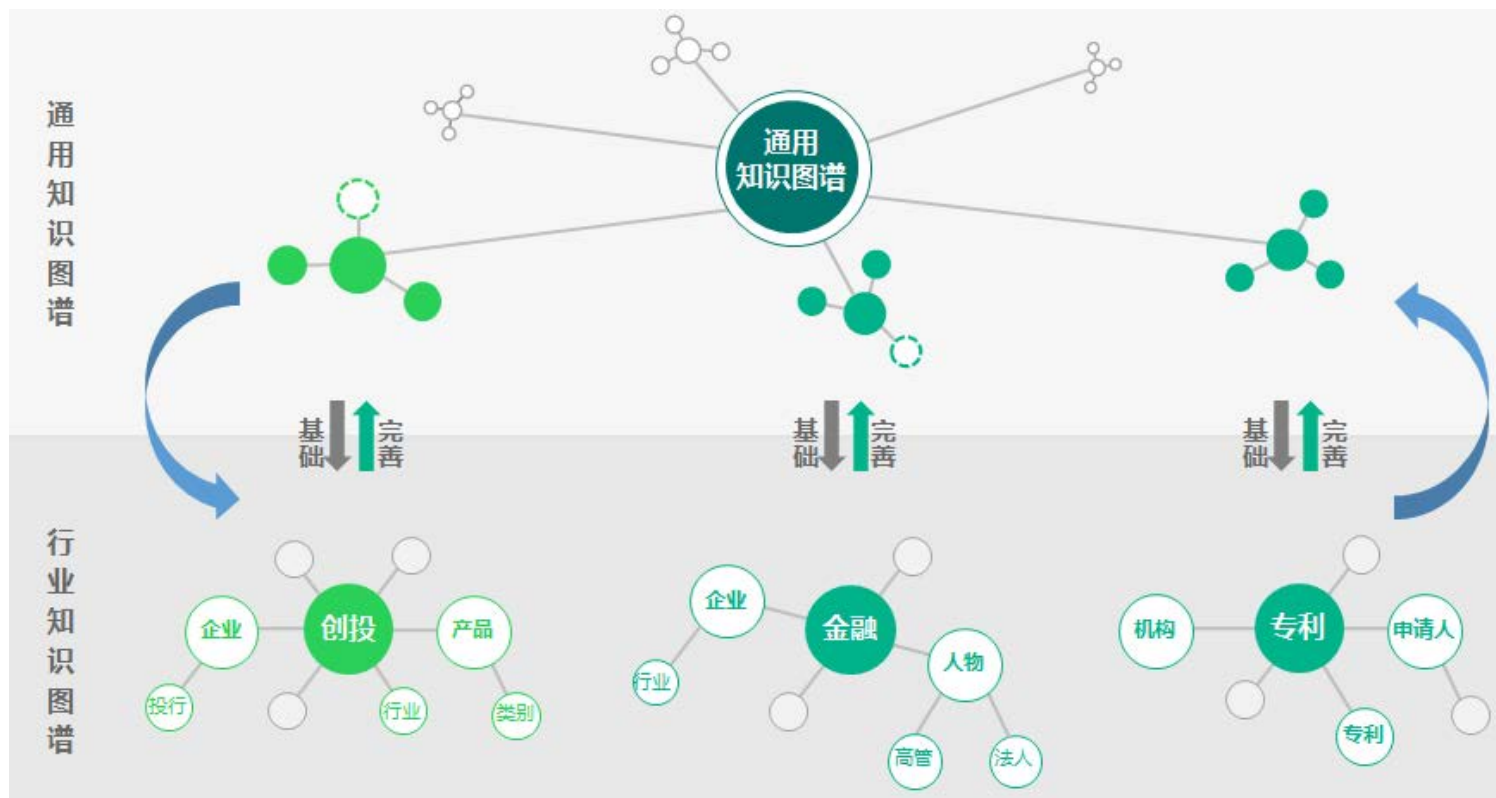 通用知识图谱
通用
知识图谱
基础
完善
基础
完善
基础
完善
行业知识图谱
创投
企业
产品
投行
行业
类别
金融
企业
人物
行业
高管
法人
专利
机构
申请人
专利